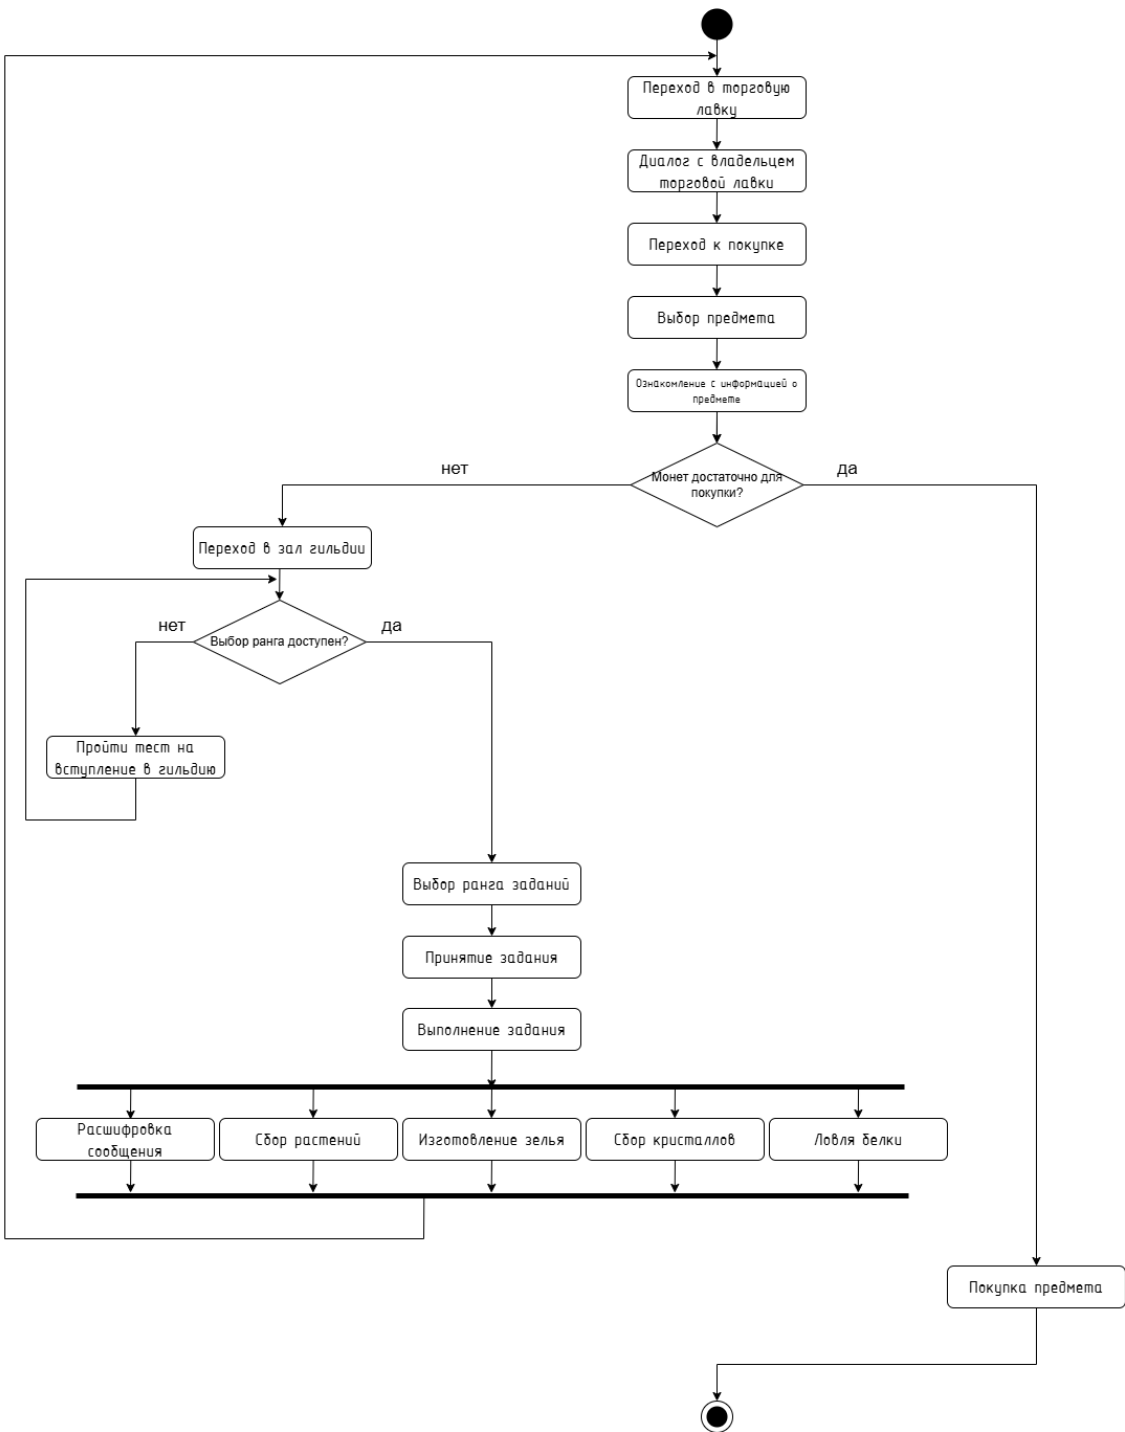 Переход в торговую
лавку
Диалог с владельцем
торговой лавки
Переход к покупке
Выбор предмета
Ознакомление с информацией о
предмете
нет
Монет достаточно для
покупки?
да
Переход в зал гильдии
нет
Выбор ранга доступен?
да
Пройти тест на
вступление в гильдию
Выбор ранга заданий
Принятие задания
Выполнение задания
Расшифровка
сообщения
Сбор растений
Изготовление зелья
Сбор кристаллов
Ловля белки
Покупка предмета